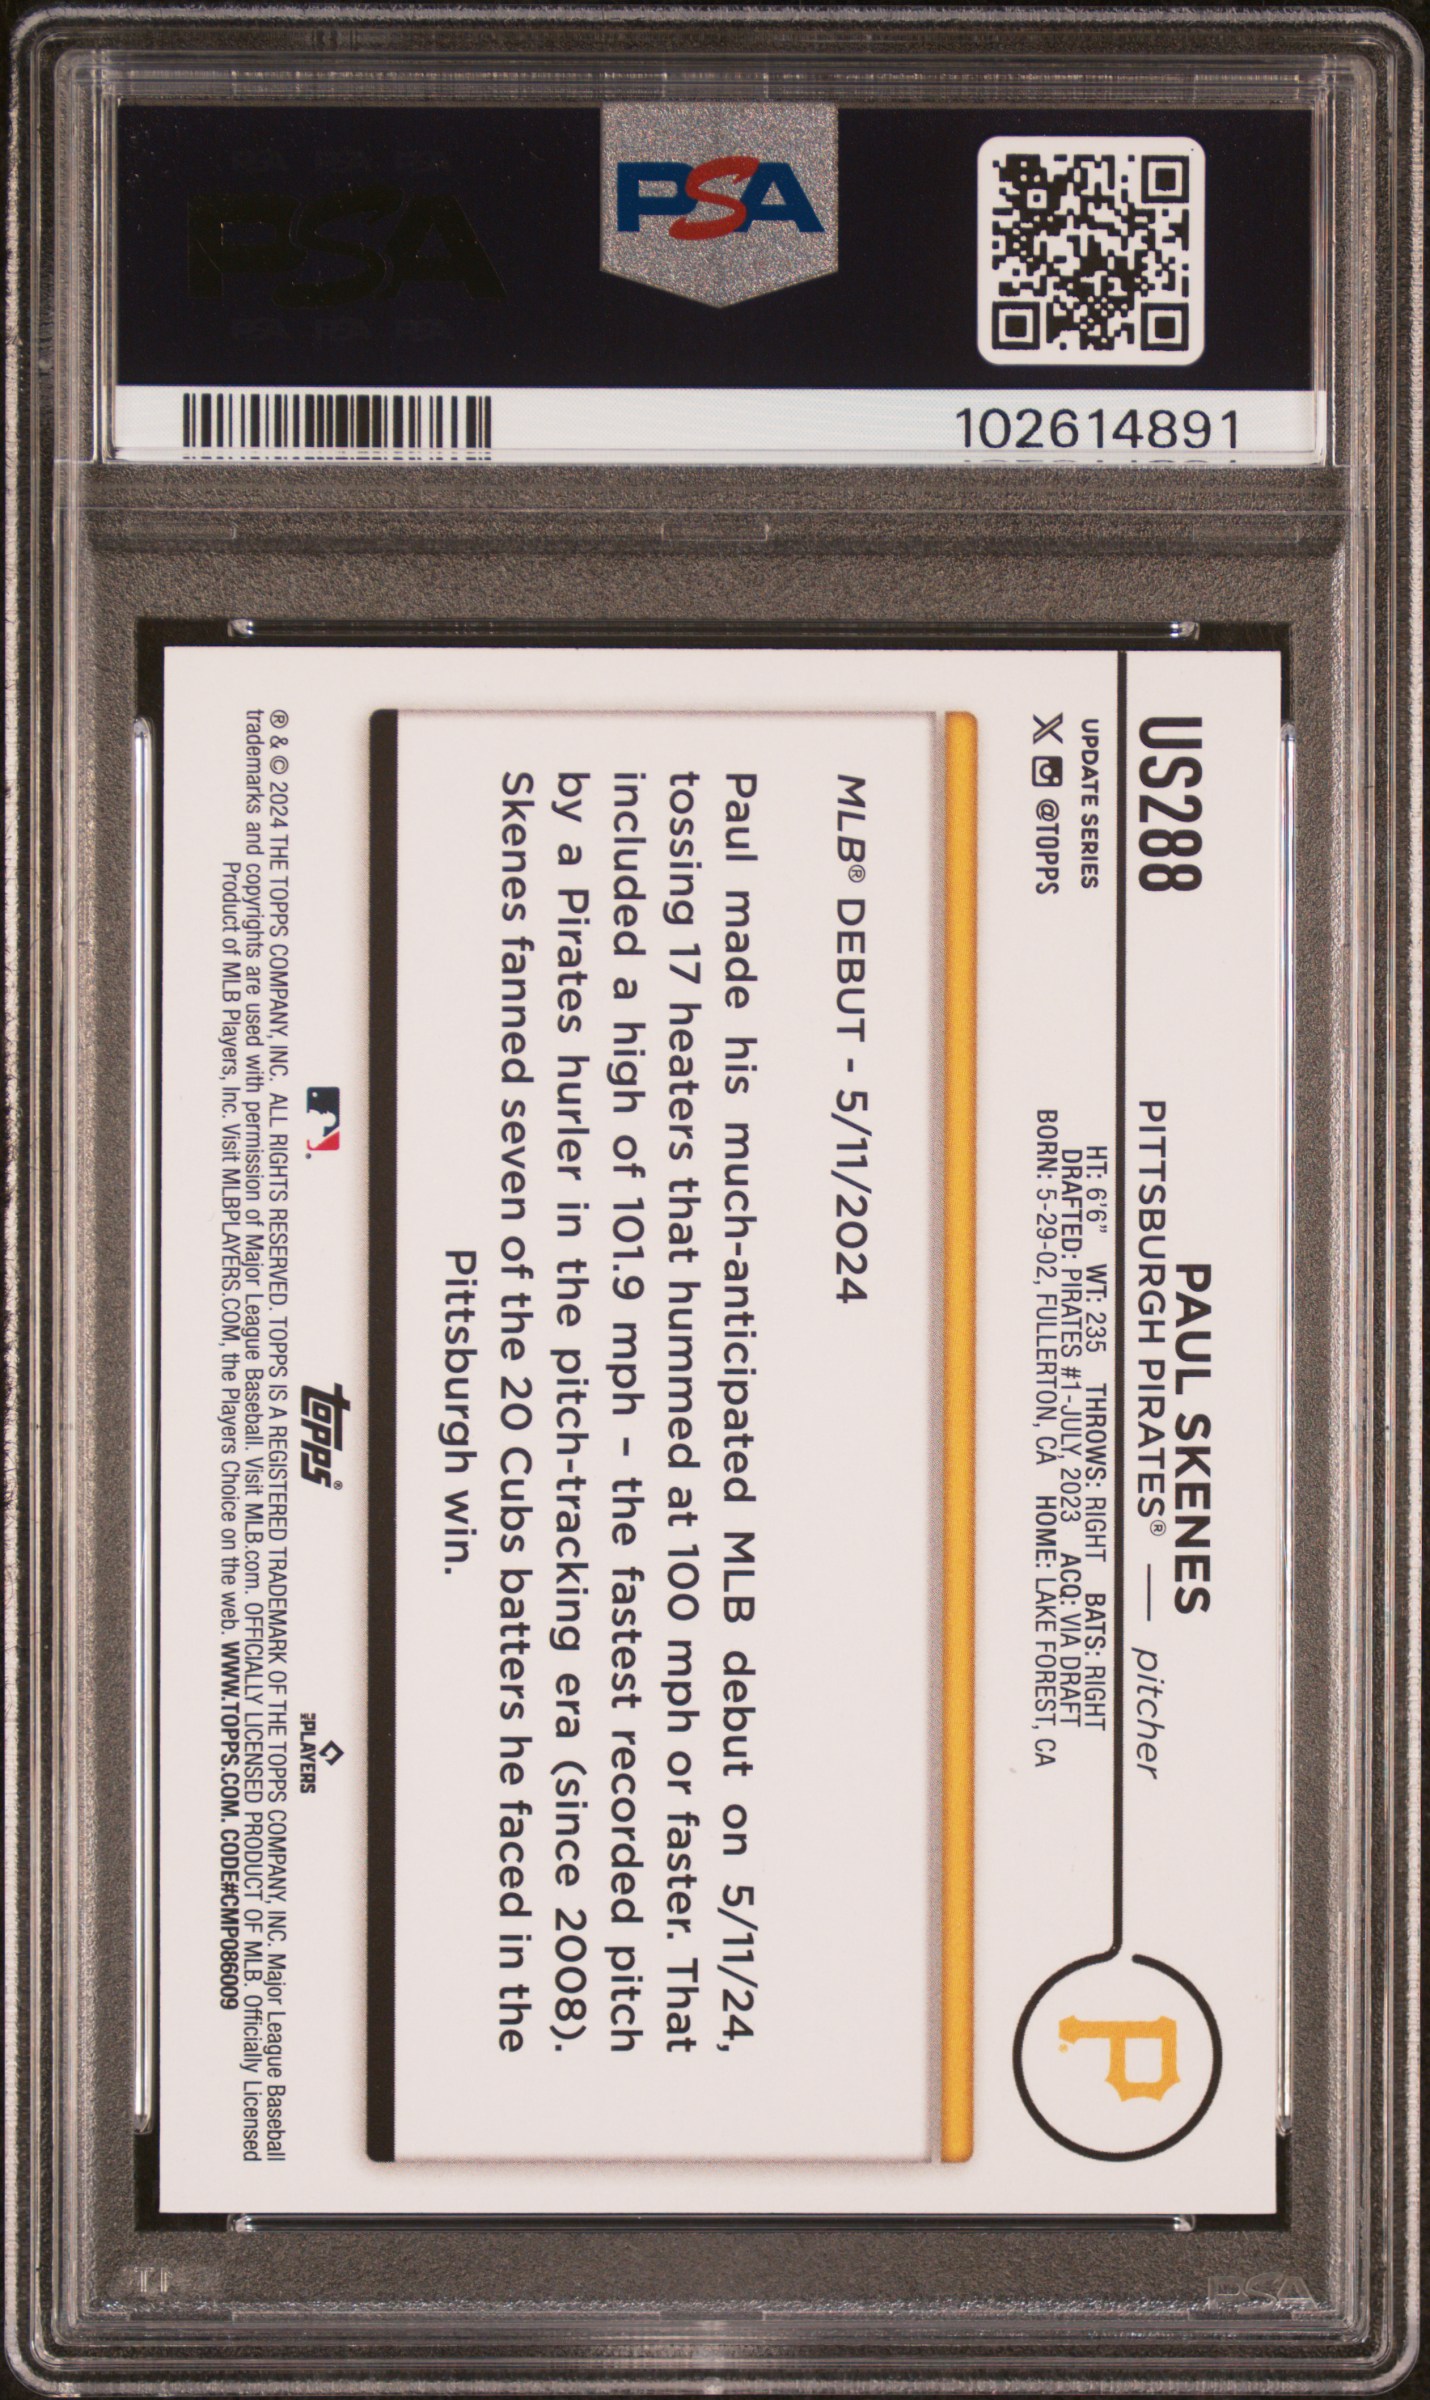 PSA
PSA
102614891
US288
PAUL SKENES
PITTSBURGH PIRATES® — pitcher
UPDATE SERIES
HT: 6'6" WT: 235 THROWS: RIGHT BATS: RIGHT
DRAFTED: PIRATES #1-JULY, 2023 ACQ: VIA DRAFT
X @TOPPS
BORN: 5-29-02, FULLERTON, CA HOME: LAKE FOREST, CA
P
MLB® DEBUT - 5/11/2024
Paul made his much-anticipated MLB debut on 5/11/24,
tossing 17 heaters that hummed at 100 mph or faster. That
included a high of 101.9 mph – the fastest recorded pitch
by a Pirates hurler in the pitch-tracking era (since 2008).
Skenes fanned seven of the 20 Cubs batters he faced in the
Pittsburgh win.
topps®
MLB PLAYERS
® & © 2024 THE TOPPS COMPANY, INC. ALL RIGHTS RESERVED. TOPPS IS A REGISTERED TRADEMARK OF THE TOPPS COMPANY, INC. Major League Baseball
trademarks and copyrights are used with permission of Major League Baseball. Visit MLB.com. OFFICIALLY LICENSED PRODUCT OF MLB. Officially Licensed
Product of MLB Players, Inc. Visit MLBPLAYERS.COM, the Players Choice on the web. WWW.TOPPS.COM. CODE#CMP086009
PSA